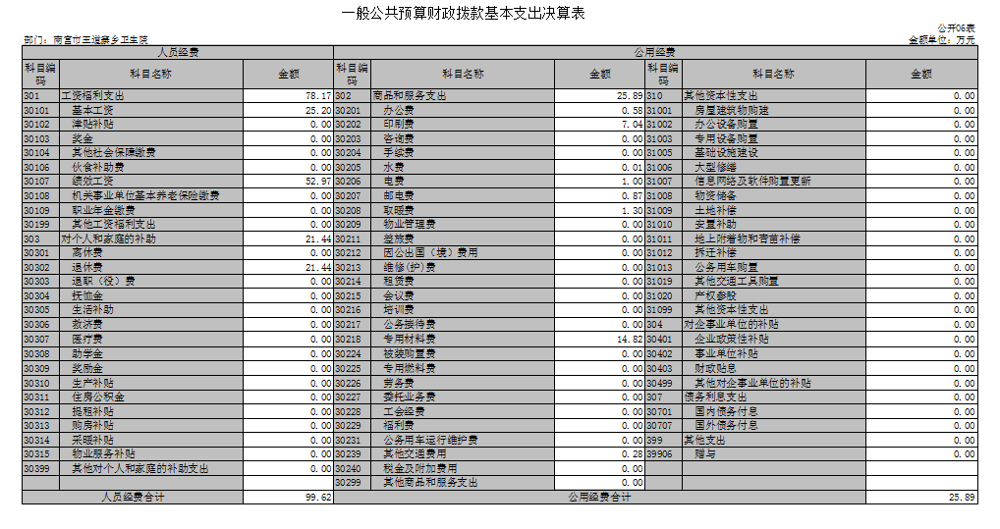 一般公共预算财政拨款基本支出决算表
公开06表
部门：南宫市王道寨乡卫生院 金额单位：万元
人员经费 公用经费
科目编码 科目名称 金额 科目编码 科目名称 金额 科目编码 科目名称 金额
301 工资福利支出 78.17 302 商品和服务支出 25.89 310 其他资本性支出 0.00
30101 基本工资 25.20 30201 办公费 0.58 31001 房屋建筑物购建 0.00
30102 津贴补贴 0.00 30202 印刷费 7.04 31002 办公设备购置 0.00
30103 奖金 0.00 30203 咨询费 0.00 31003 专用设备购置 0.00
30104 其他社会保障缴费 0.00 30204 手续费 0.00 31005 基础设施建设 0.00
30106 伙食补助费 0.00 30205 水费 0.01 31006 大型修缮 0.00
30107 绩效工资 52.97 30206 电费 1.00 31007 信息网络及软件购置更新 0.00
30108 机关事业单位基本养老保险缴费 0.00 30207 邮电费 0.87 31008 物资储备 0.00
30109 职业年金缴费 0.00 30208 取暖费 1.30 31009 土地补偿 0.00
30199 其他工资福利支出 0.00 30209 物业管理费 0.00 31010 安置补助 0.00
303 对个人和家庭的补助 21.44 30211 差旅费 0.00 31011 地上附着物和青苗补偿 0.00
30301 离休费 0.00 30212 因公出国（境）费用 0.00 31012 拆迁补偿 0.00
30302 退休费 21.44 30213 维修(护)费 0.00 31013 公务用车购置 0.00
30303 退职（役）费 0.00 30214 租赁费 0.00 31019 其他交通工具购置 0.00
30304 抚恤金 0.00 30215 会议费 0.00 31020 产权参股 0.00
30305 生活补助 0.00 30216 培训费 0.00 31099 其他资本性支出 0.00
30306 救济费 0.00 30217 公务接待费 0.00 304 对企事业单位的补贴 0.00
30307 医疗费 0.00 30218 专用材料费 14.82 30401 企业政策性补贴 0.00
30308 助学金 0.00 30224 被装购置费 0.00 30402 事业单位补贴 0.00
30309 奖励金 0.00 30225 专用燃料费 0.00 30403 财政贴息 0.00
30310 生产补贴 0.00 30226 劳务费 0.00 30499 其他对企事业单位的补贴 0.00
30311 住房公积金 0.00 30227 委托业务费 0.00 307 债务利息支出 0.00
30312 提租补贴 0.00 30228 工会经费 0.00 30701 国内债务付息 0.00
30313 购房补贴 0.00 30229 福利费 0.00 30707 国外债务付息 0.00
30314 采暖补贴 0.00 30231 公务用车运行维护费 0.00 399 其他支出 0.00
30315 物业服务补贴 0.00 30239 其他交通费用 0.28 39906 赠与 0.00
30399 其他对个人和家庭的补助支出 0.00 30240 税金及附加费用 0.00
30299 其他商品和服务支出 0.00
人员经费合计 99.62 公用经费合计 25.89